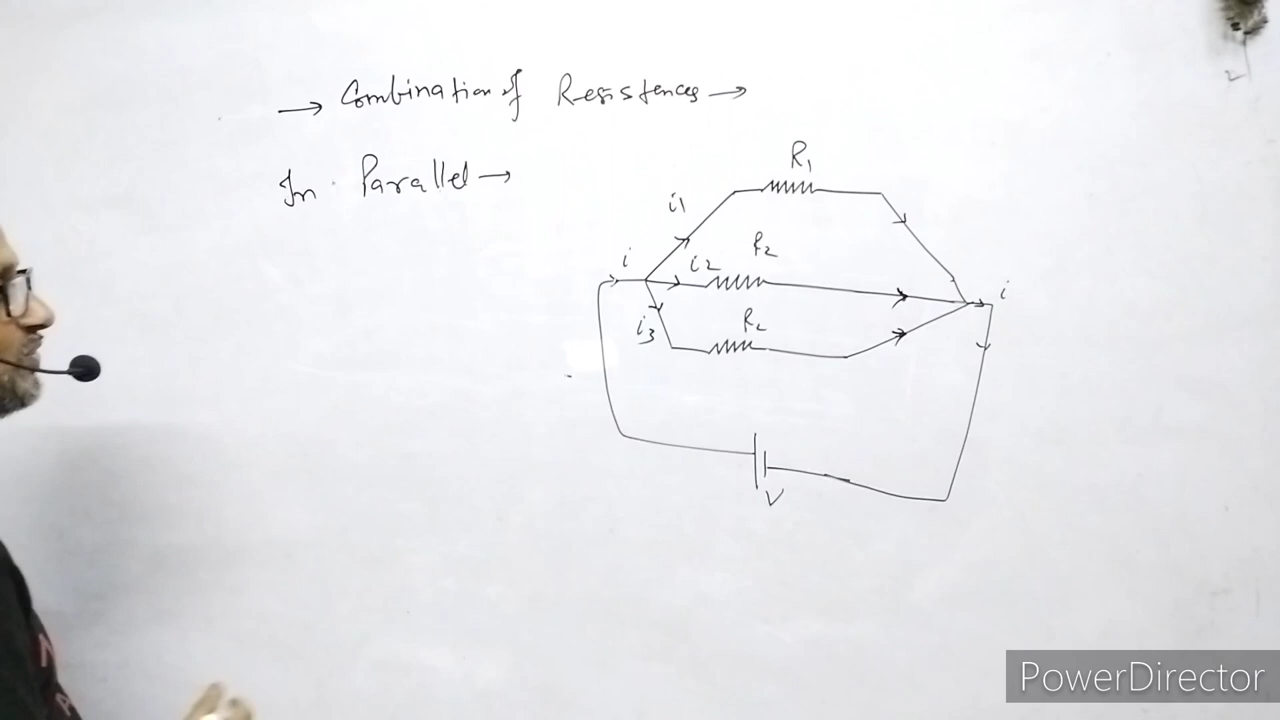 → Combination of Resistences →
In Parallel →
R1
i1
R2
i
i2
i
R2
i3
V
PowerDirector